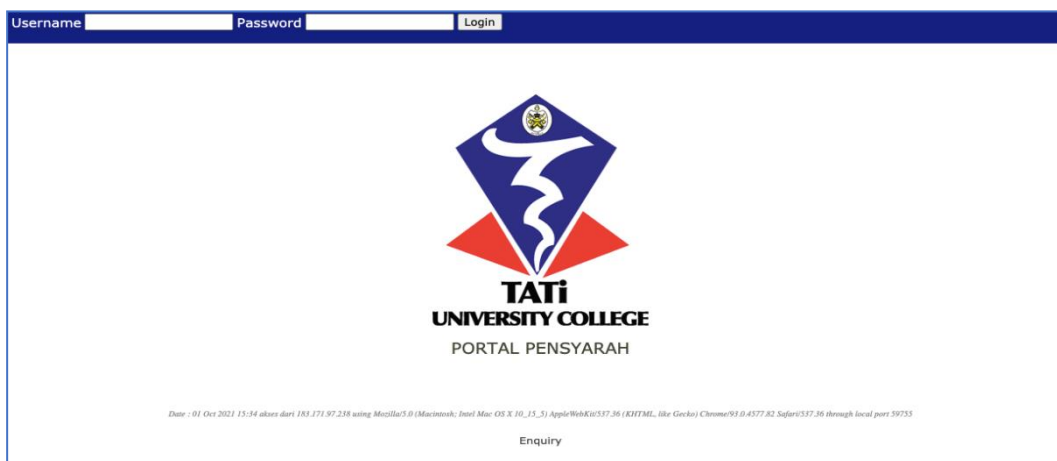 Username Password Login
TATi
UNIVERSITY COLLEGE
PORTAL PENSYARAH
Date : 01 Oct 2021 15:34 akses dari 183.171.97.238 using Mozilla/5.0 (Macintosh; Intel Mac OS X 10_15_5) AppleWebKit/537.36 (KHTML, like Gecko) Chrome/93.0.4577.82 Safari/537.36 through local port 59755
Enquiry